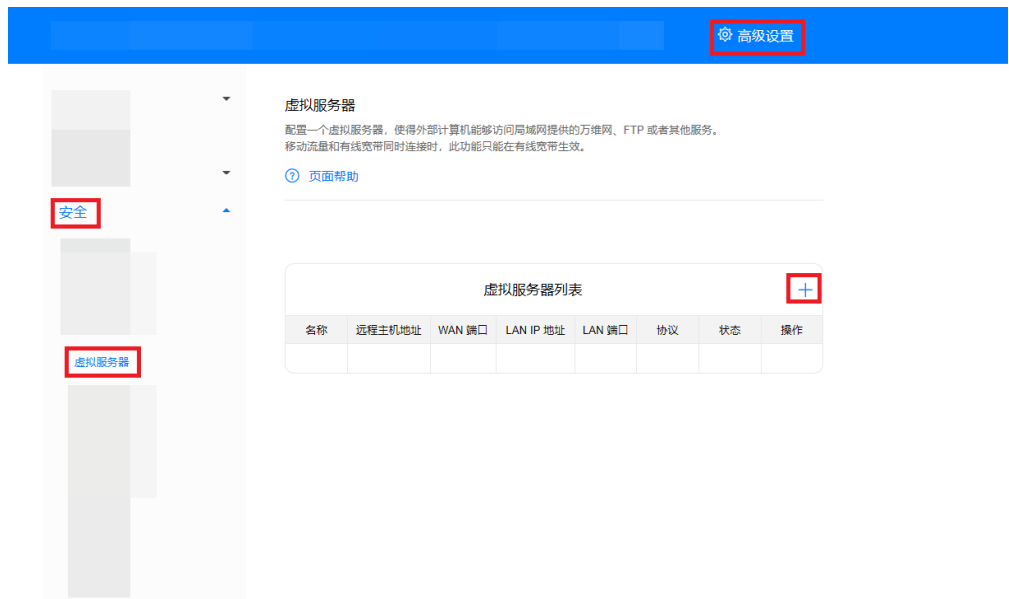 高级设置
虚拟服务器
配置一个虚拟服务器，使得外部计算机能够访问局域网提供的万维网、FTP 或者其他服务。
移动流量和有线宽带同时连接时，此功能只能在有线宽带生效。
? 页面帮助
安全
虚拟服务器列表
名称 远程主机地址 WAN 端口 LAN IP 地址 LAN 端口 协议 状态 操作
虚拟服务器